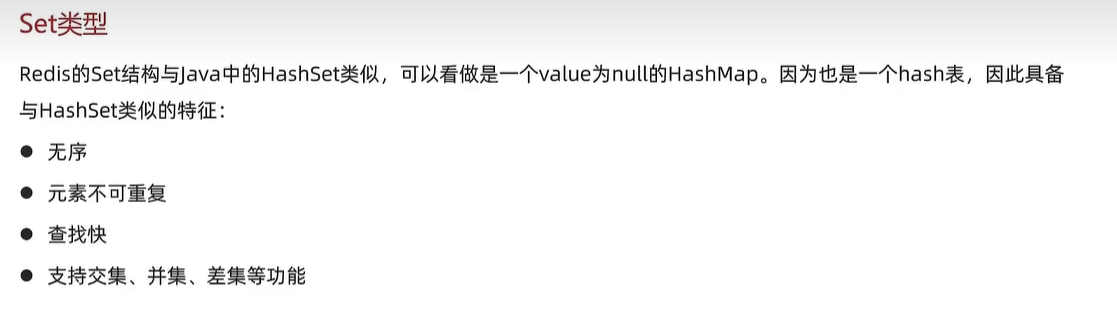 Set类型
Redis的Set结构与Java中的HashSet类似，可以看做是一个value为null的HashMap。因为也是一个hash表，因此具备
与HashSet类似的特征：
● 无序
● 元素不可重复
● 查找快
● 支持交集、并集、差集等功能